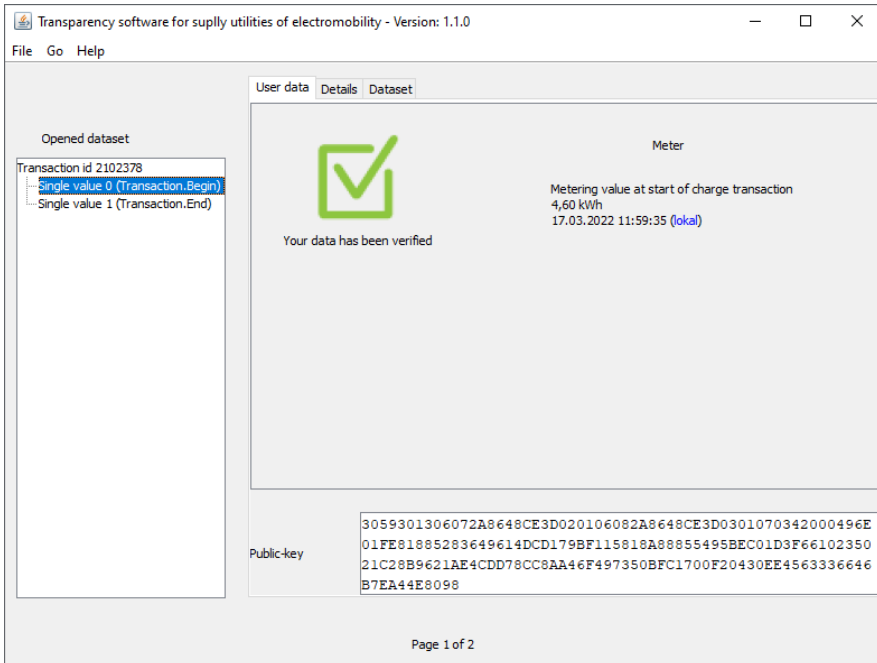 Transparency software for suplly utilities of electromobility - Version: 1.1.0
File Go Help
User data Details Dataset
Opened dataset
Transaction id 2102378
Single value 0 (Transaction.Begin)
Single value 1 (Transaction.End)
Your data has been verified
Meter
Metering value at start of charge transaction
4,60 kWh
17.03.2022 11:59:35 (lokal)
Public-key
3059301306072A8648CE3D020106082A8648CE3D0301070342000496E
01FE81885283649614DCD179BF115818A88855495BEC01D3F66102350
21C28B9621AE4CDD78CC8AA46F497350BFC1700F20430EE4563336646
B7EA44E8098
Page 1 of 2